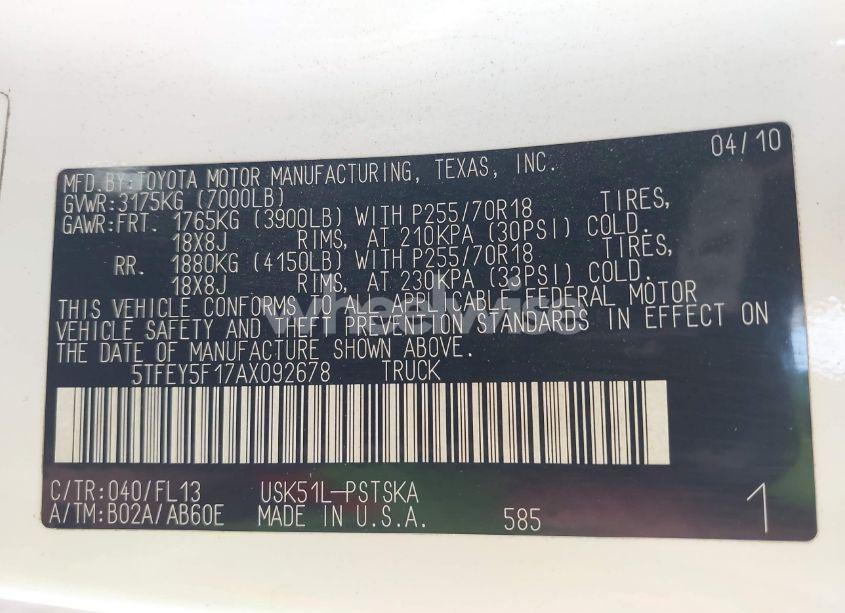 04/10
MFD.BY:TOYOTA MOTOR MANUFACTURING, TEXAS, INC.
GVWR:3175KG (7000LB)
GAWR:FRT. 1765KG (3900LB) WITH P255/70R18 TIRES,
18X8J RIMS, AT 210KPA (30PSI) COLD.
RR. 1880KG (4150LB) WITH P255/70R18 TIRES,
18X8J RIMS, AT 230KPA (33PSI) COLD.
THIS VEHICLE CONFORMS TO ALL APPLICABLE FEDERAL MOTOR
VEHICLE SAFETY AND THEFT PREVENTION STANDARDS IN EFFECT ON
THE DATE OF MANUFACTURE SHOWN ABOVE.
wheelwise
5TFEY5F17AX092678 TRUCK
C/TR:040/FL13 USK51L-PSTSKA
A/TM:B02A/AB60E MADE IN U.S.A. 585 1